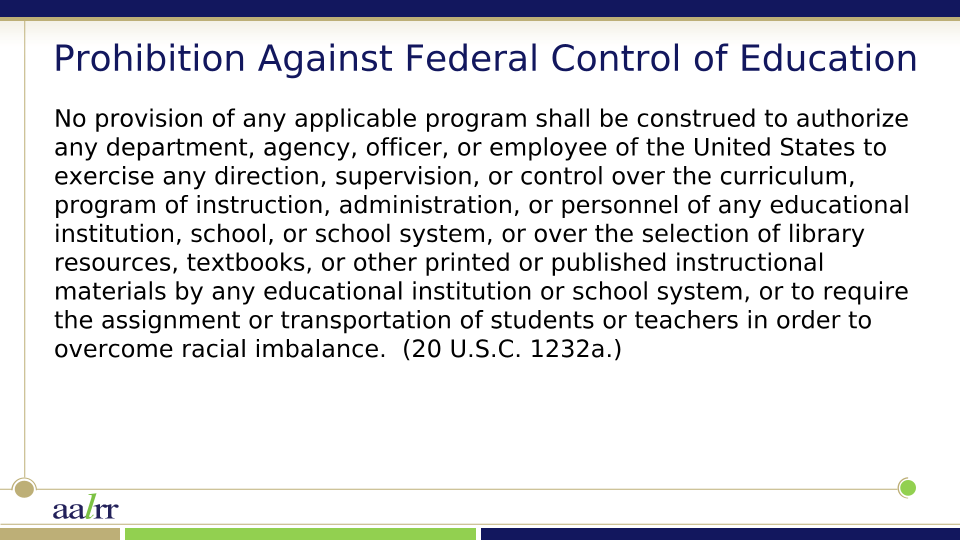 Prohibition Against Federal Control of Education
No provision of any applicable program shall be construed to authorize
any department, agency, officer, or employee of the United States to
exercise any direction, supervision, or control over the curriculum,
program of instruction, administration, or personnel of any educational
institution, school, or school system, or over the selection of library
resources, textbooks, or other printed or published instructional
materials by any educational institution or school system, or to require
the assignment or transportation of students or teachers in order to
overcome racial imbalance.  (20 U.S.C. 1232a.)
aalrr